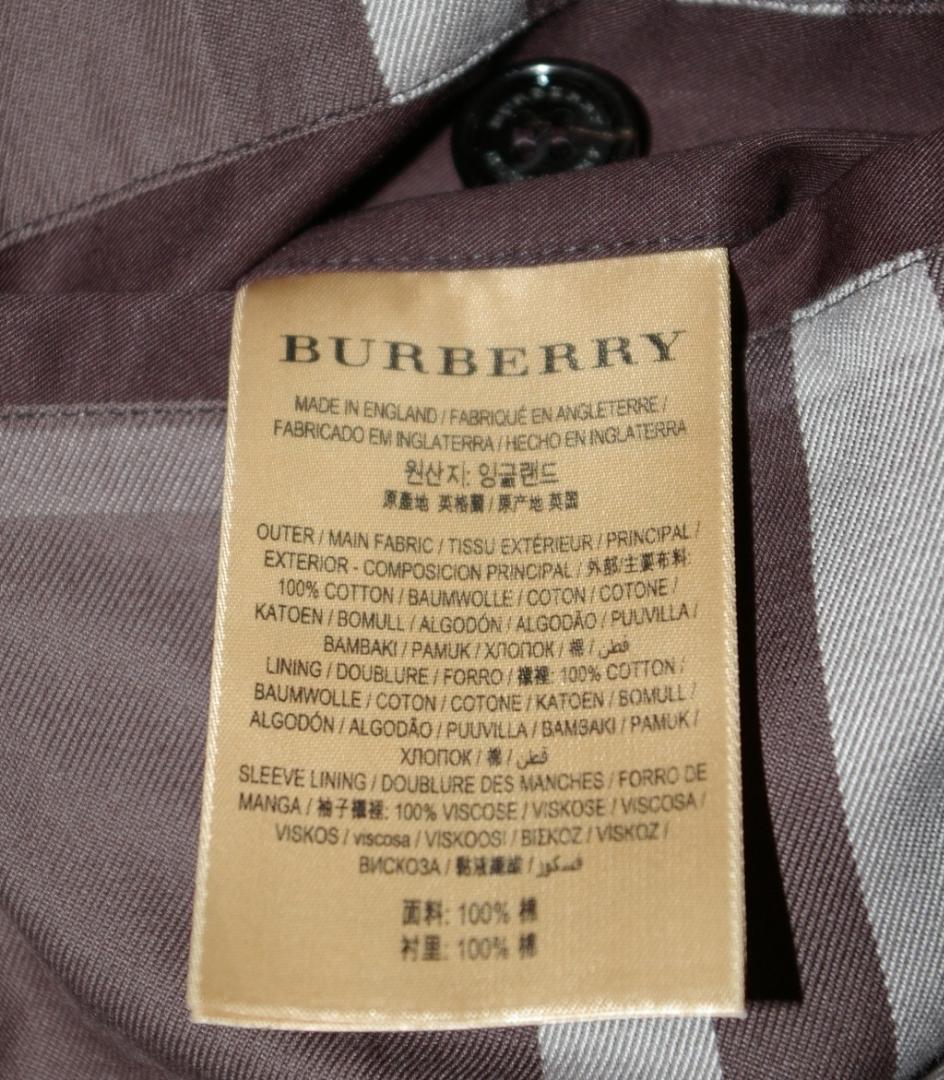 BURBERRY
MADE IN ENGLAND / FABRIQUÉ EN ANGLETERRE /
FABRICADO EM INGLATERRA / HECHO EN INGLATERRA
원산지: 잉글랜드
原產地 英格蘭 / 原产地 英国
OUTER / MAIN FABRIC / TISSU EXTÉRIEUR / PRINCIPAL /
EXTERIOR - COMPOSICION PRINCIPAL / 外部/主要布料:
100% COTTON / BAUMWOLLE / COTON / COTONE /
KATOEN / BOMULL / ALGODÓN / ALGODÃO / PUUVILLA /
BAMBAKI / PAMUK / ХЛОПОК / 棉 / قطن
LINING / DOUBLURE / FORRO / 襯裡: 100% COTTON /
BAUMWOLLE / COTON / COTONE / KATOEN / BOMULL /
ALGODÓN / ALGODÃO / PUUVILLA / BAMBAKI / PAMUK /
ХЛОПОК / 棉 / قطن
SLEEVE LINING / DOUBLURE DES MANCHES / FORRO DE
MANGA / 袖子襯裡: 100% VISCOSE / VISKOSE / VISCOSA /
VISKOS / viscosa / VISKOOSI / ΒΙΣΚΟΖ / VİSKOZ /
ВИСКОЗА / 黏液纖維 / فسكوز
面料: 100% 棉
衬里: 100% 棉